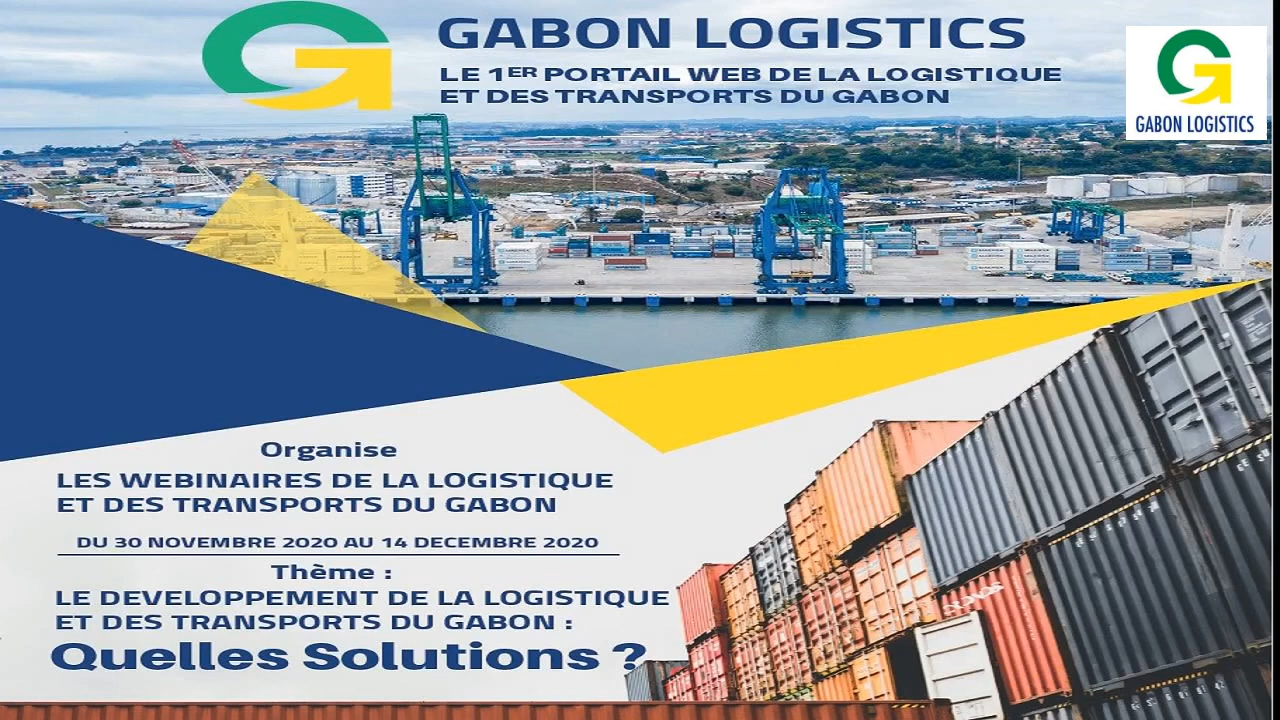 GABON LOGISTICS
LE 1ER PORTAIL WEB DE LA LOGISTIQUE
ET DES TRANSPORTS DU GABON
GABON LOGISTICS
Organise
LES WEBINAIRES DE LA LOGISTIQUE
ET DES TRANSPORTS DU GABON
DU 30 NOVEMBRE 2020 AU 14 DECEMBRE 2020
Thème :
LE DEVELOPPEMENT DE LA LOGISTIQUE
ET DES TRANSPORTS DU GABON :
Quelles Solutions ?